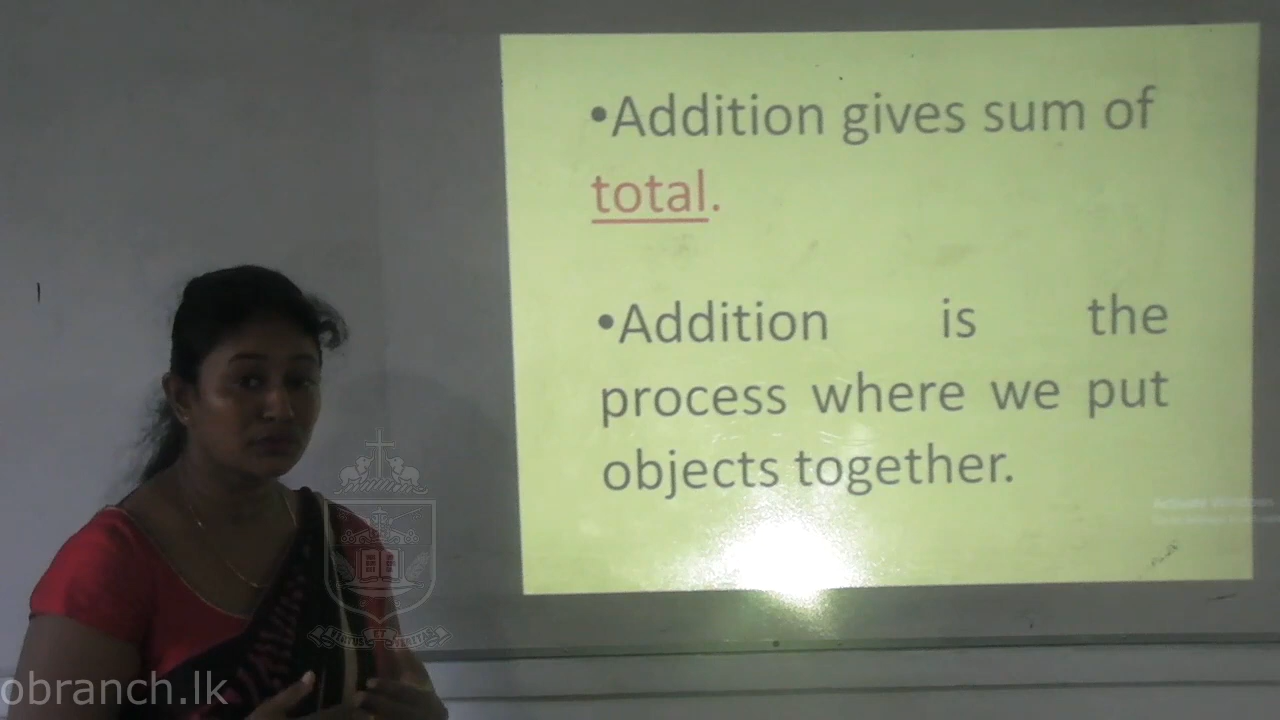 •Addition gives sum of
total.
•Addition is the
process where we put
objects together.
obranch.lk